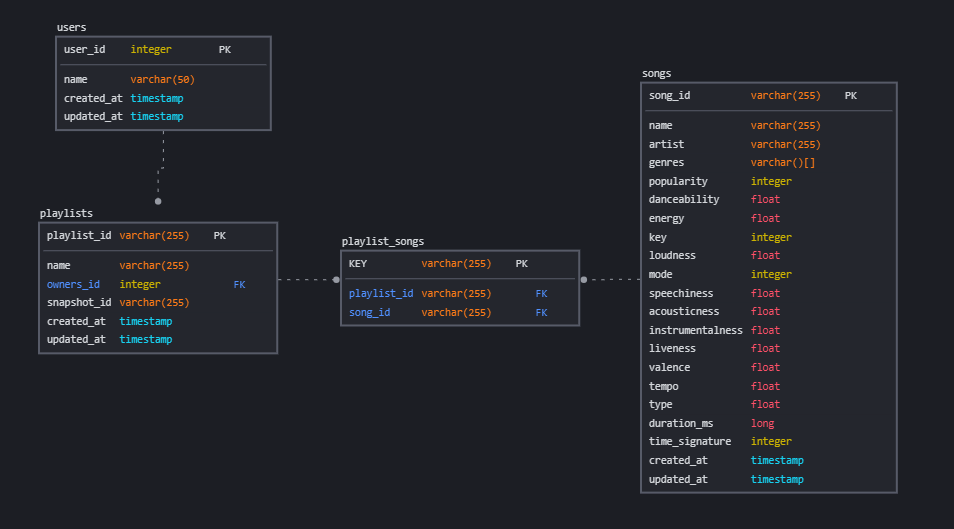 users
user_id integer PK
name varchar(50)
created_at timestamp
updated_at timestamp
playlists
playlist_id varchar(255) PK
name varchar(255)
owners_id integer FK
snapshot_id varchar(255)
created_at timestamp
updated_at timestamp
playlist_songs
KEY varchar(255) PK
playlist_id varchar(255) FK
song_id varchar(255) FK
songs
song_id varchar(255) PK
name varchar(255)
artist varchar(255)
genres varchar()[]
popularity integer
danceability float
energy float
key integer
loudness float
mode integer
speechiness float
acousticness float
instrumentalness float
liveness float
valence float
tempo float
type float
duration_ms long
time_signature integer
created_at timestamp
updated_at timestamp